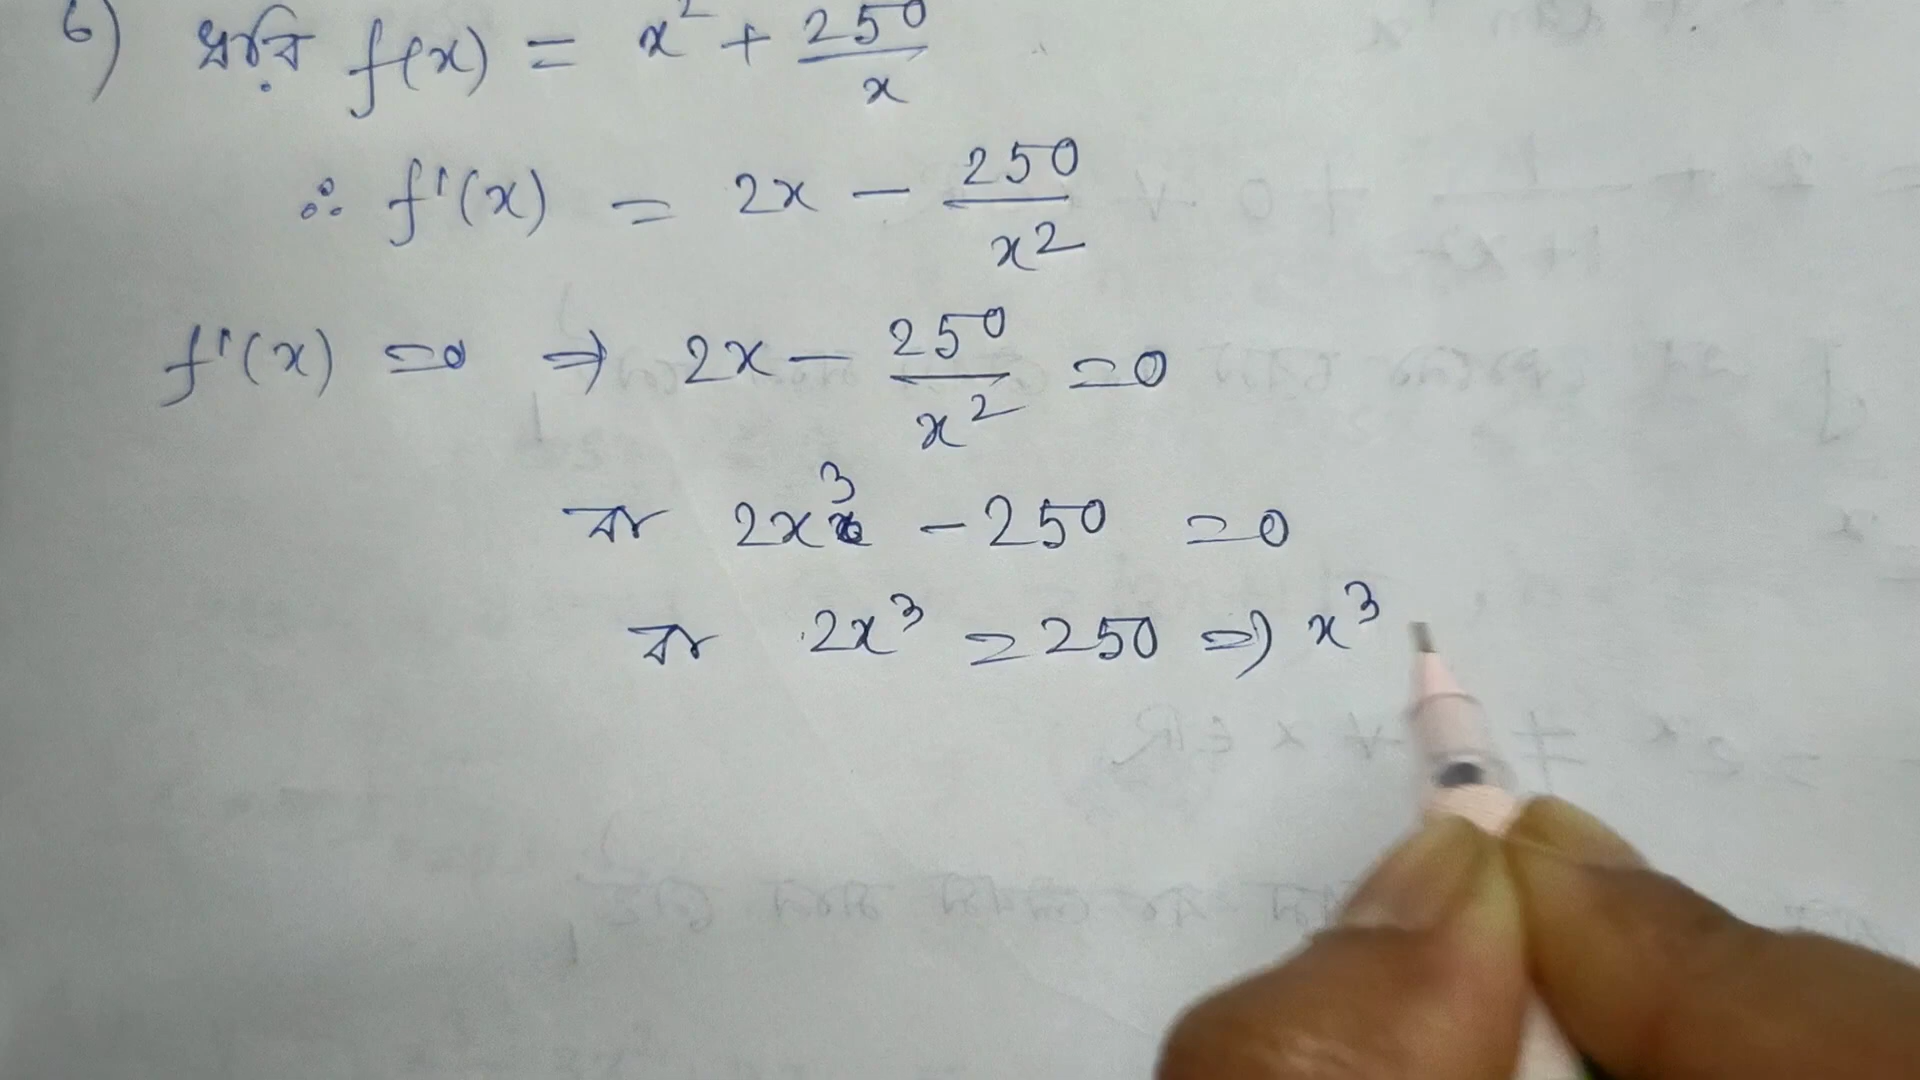 6) ধরি f(x) = x² + 250/x
∴ f'(x) = 2x - 250/x²
f'(x) = 0 ⇒ 2x - 250/x² = 0
বা 2x³ - 250 = 0
বা 2x³ = 250 ⇒ x³